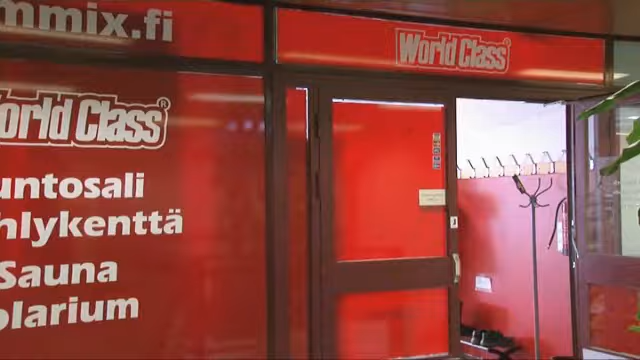 mmix.fi
World Class®
World Class
untosali
hlykenttä
Sauna
olarium